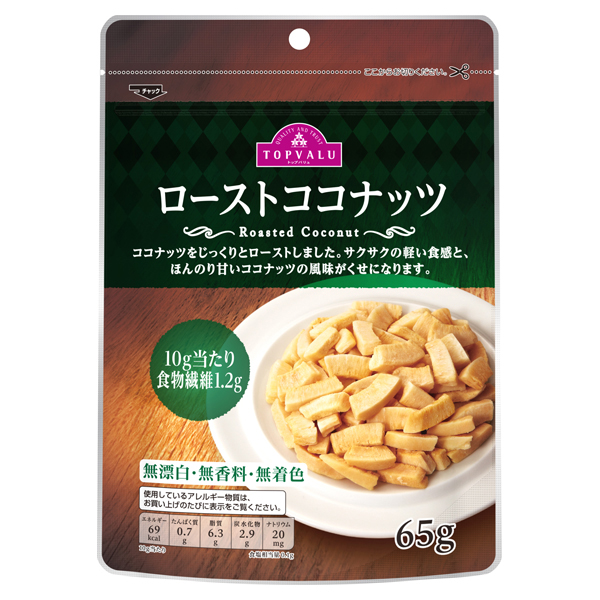 ここからお切りください。
チャック
QUALITY AND TRUST
TOPVALU
トップバリュ
ローストココナッツ
Roasted Coconut
ココナッツをじっくりとローストしました。サクサクの軽い食感と、
ほんのり甘いココナッツの風味がくせになります。
10g当たり
食物繊維1.2g
無漂白・無香料・無着色
使用しているアレルギー物質は、
お買い上げのたびに表示をご覧ください。
エネルギー たんぱく質 脂質 炭水化物 ナトリウム
69 kcal 0.7 g 6.3 g 2.9 g 20 mg
10g当たり
65g